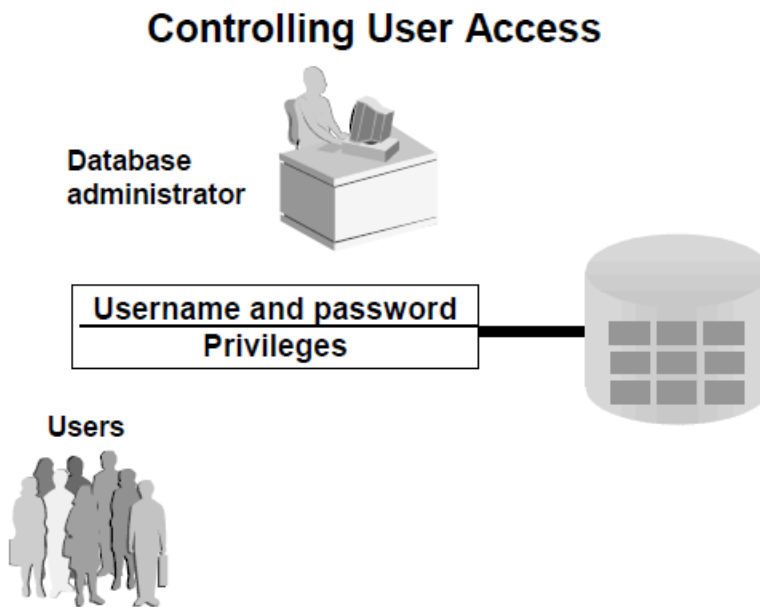 Controlling User Access
Database
administrator
Username and password
Privileges
Users